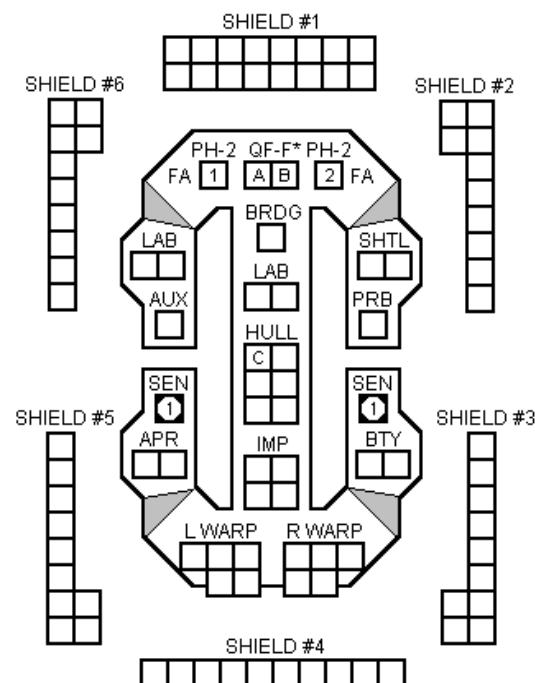 SHIELD #1
SHIELD #6
SHIELD #2
PH-2 QF-F* PH-2
FA 1 A B 2 FA
BRDG
LAB
SHTL
LAB
AUX
PRB
HULL
C
SEN
SEN
1
1
SHIELD #5
SHIELD #3
APR
IMP
BTY
L WARP
R WARP
SHIELD #4